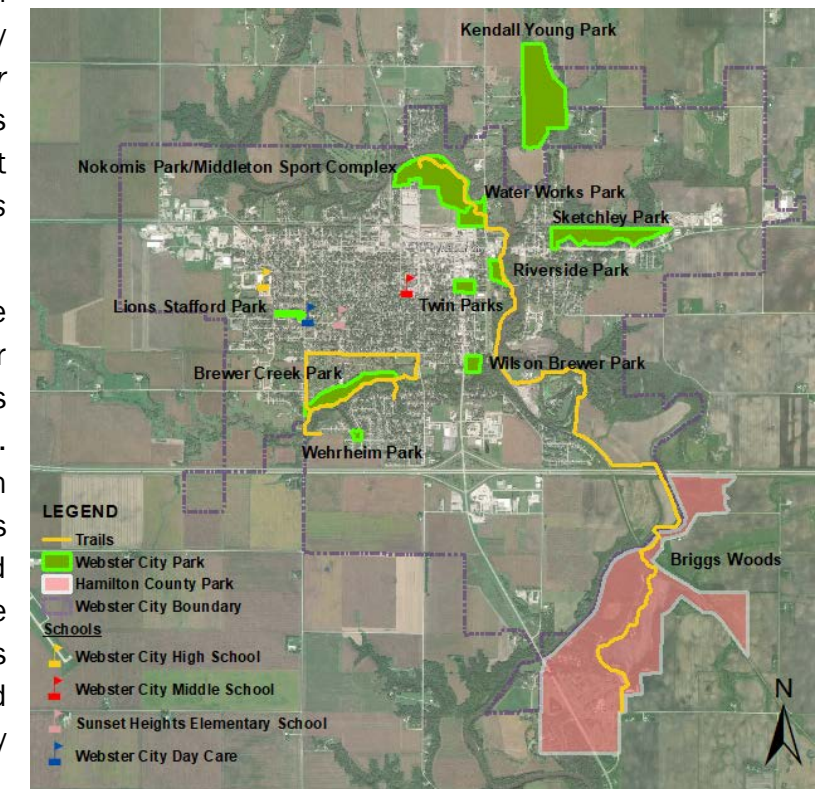 Kendall Young Park
Nokomis Park/Middleton Sport Complex
Water Works Park
Sketchley Park
Riverside Park
Lions Stafford Park
Twin Parks
Brewer Creek Park
Wilson Brewer Park
Wehrheim Park
Briggs Woods
LEGEND
Trails
Webster City Park
Hamilton County Park
Webster City Boundary
Schools
Webster City High School
Webster City Middle School
Sunset Heights Elementary School
Webster City Day Care
N